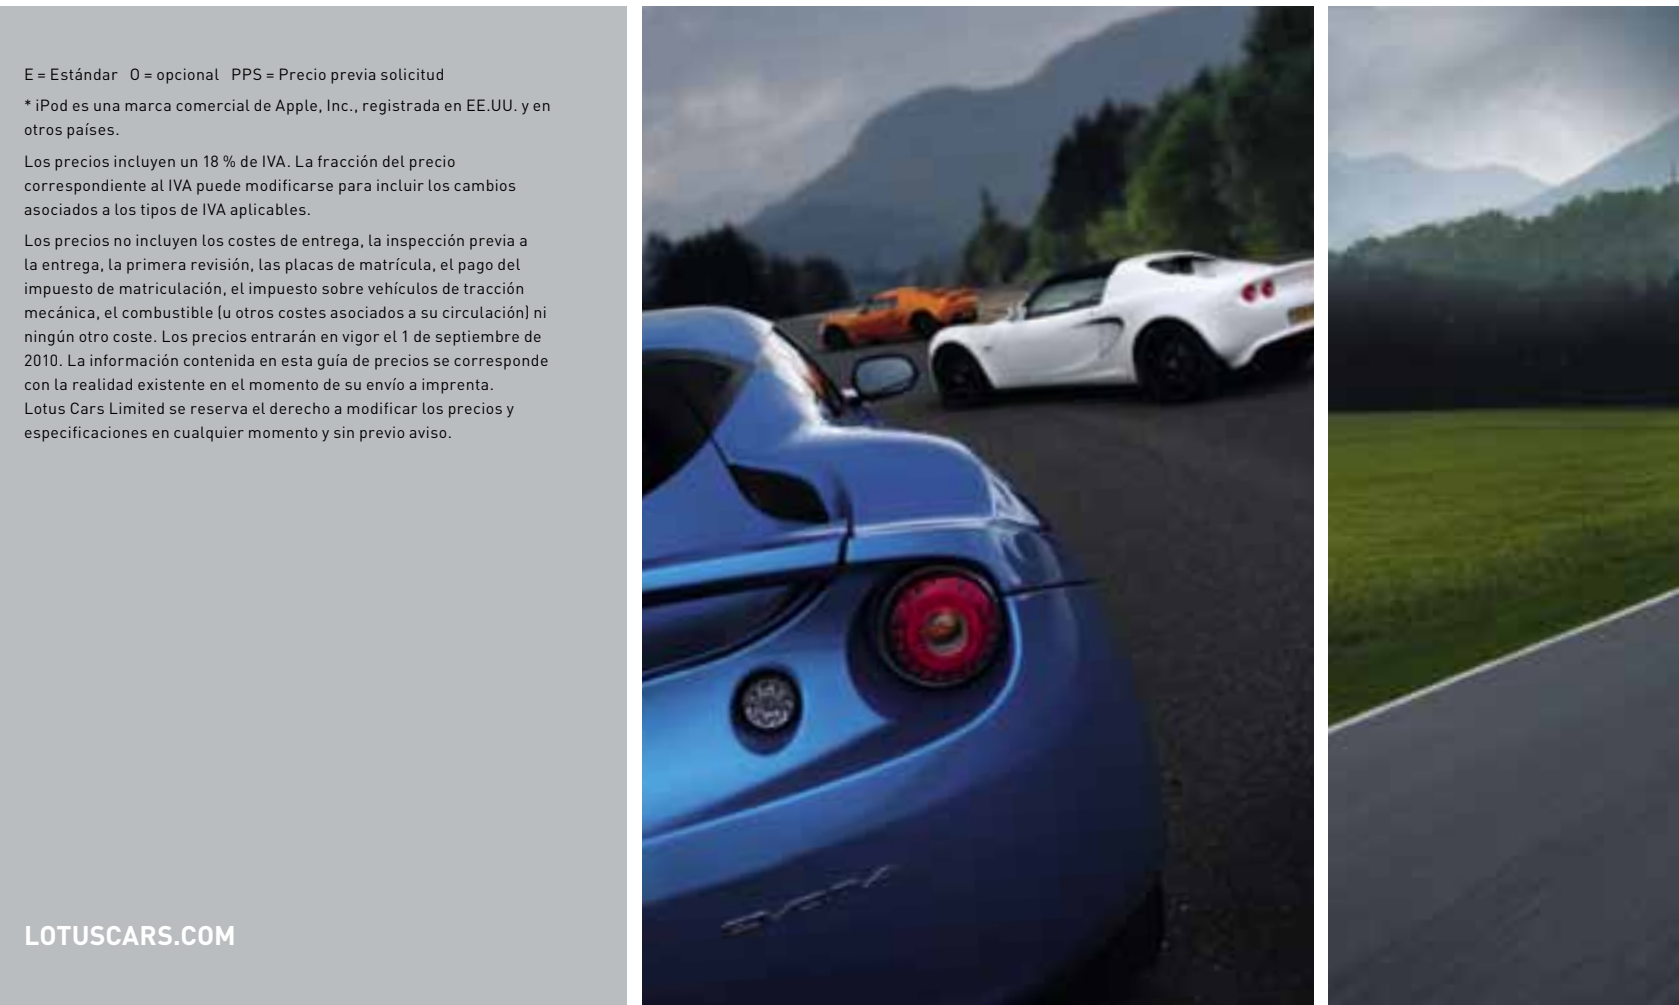 E = Estándar O = opcional PPS = Precio previa solicitud
* iPod es una marca comercial de Apple, Inc., registrada en EE.UU. y en
otros países.
Los precios incluyen un 18 % de IVA. La fracción del precio
correspondiente al IVA puede modificarse para incluir los cambios
asociados a los tipos de IVA aplicables.
Los precios no incluyen los costes de entrega, la inspección previa a
la entrega, la primera revisión, las placas de matrícula, el pago del
impuesto de matriculación, el impuesto sobre vehículos de tracción
mecánica, el combustible (u otros costes asociados a su circulación) ni
ningún otro coste. Los precios entrarán en vigor el 1 de septiembre de
2010. La información contenida en esta guía de precios se corresponde
con la realidad existente en el momento de su envío a imprenta.
Lotus Cars Limited se reserva el derecho a modificar los precios y
especificaciones en cualquier momento y sin previo aviso.
LOTUSCARS.COM